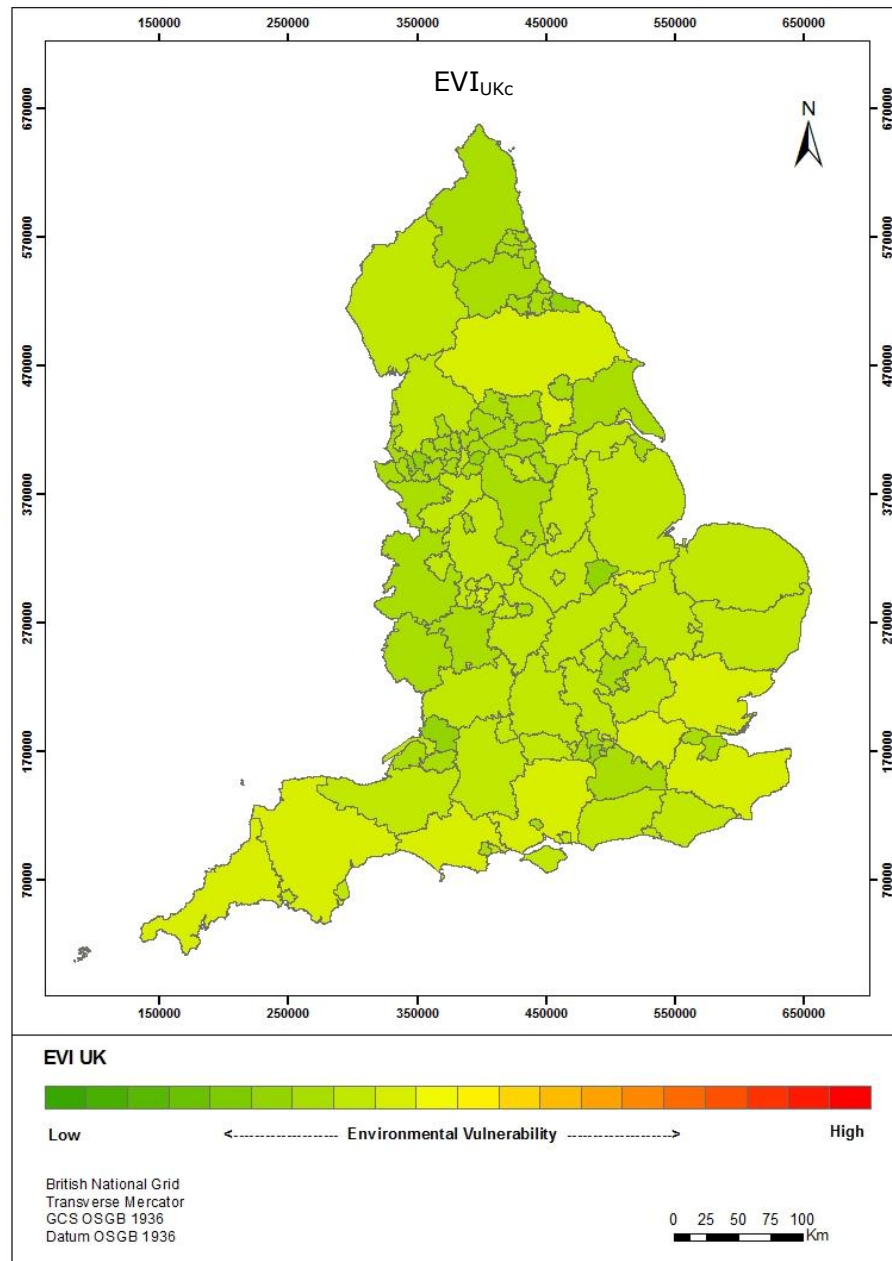 150000 250000 350000 450000 550000 650000
EVIUKc
N
670000 670000
570000 570000
470000 470000
370000 370000
270000 270000
170000 170000
70000 70000
150000 250000 350000 450000 550000 650000
EVI UK
Low <------------------- Environmental Vulnerability -------------------> High
British National Grid
Transverse Mercator
GCS OSGB 1936
Datum OSGB 1936
0 25 50 75 100
Km